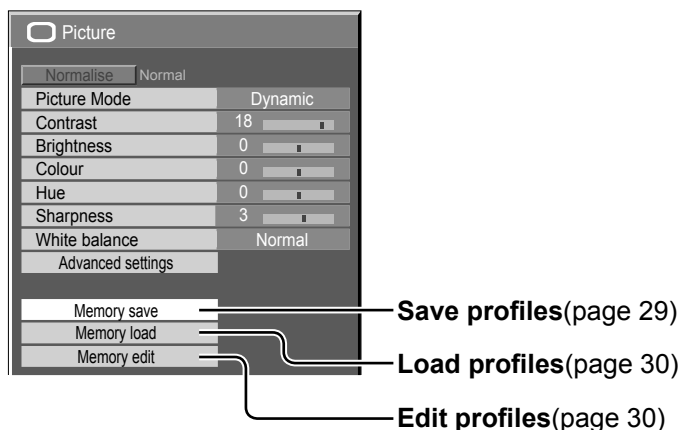 Picture
Normalise Normal
Picture Mode Dynamic
Contrast 18
Brightness 0
Colour 0
Hue 0
Sharpness 3
White balance Normal
Advanced settings
Memory save Save profiles(page 29)
Memory load Load profiles(page 30)
Memory edit Edit profiles(page 30)